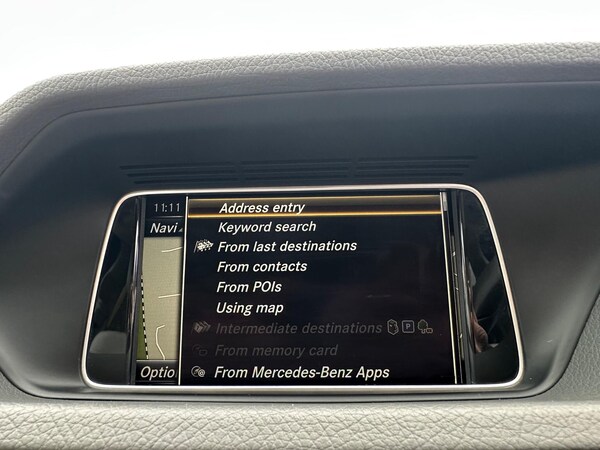 11:11
Navi
Address entry
Keyword search
From last destinations
From contacts
From POIs
Using map
Intermediate destinations P
From memory card
Optio
From Mercedes-Benz Apps